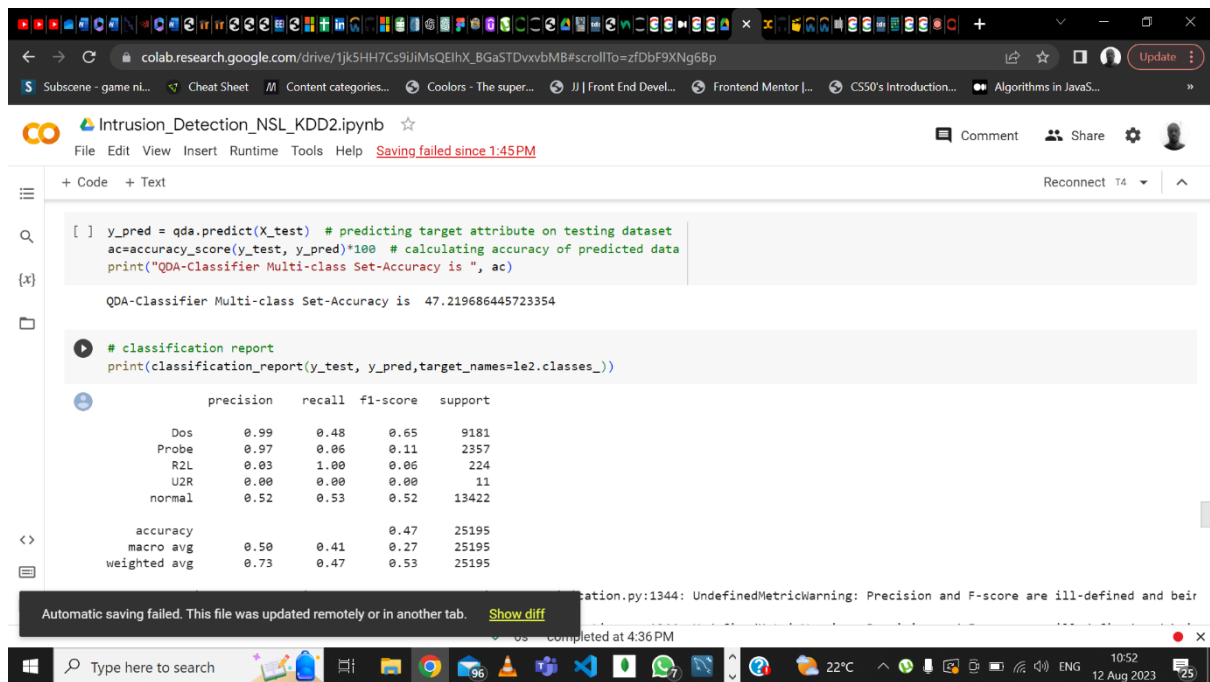 colab.research.google.com/drive/1jk5HH7Cs9iJiMsQEIhX_BGaSTDvxvbMB#scrollTo=zfDbF9XNg6Bp
Update
Subscene - game ni... Cheat Sheet Content categories... Coolors - The super... JJ | Front End Devel... Frontend Mentor |... CS50's Introduction... Algorithms in JavaS... »
Intrusion_Detection_NSL_KDD2.ipynb
Comment Share
File Edit View Insert Runtime Tools Help Saving failed since 1:45 PM
+ Code + Text Reconnect T4
[ ] y_pred = qda.predict(X_test) # predicting target attribute on testing dataset
ac=accuracy_score(y_test, y_pred)*100 # calculating accuracy of predicted data
print("QDA-Classifier Multi-class Set-Accuracy is ", ac)
QDA-Classifier Multi-class Set-Accuracy is 47.219686445723354
# classification report
print(classification_report(y_test, y_pred,target_names=le2.classes_))
precision recall f1-score support
Dos 0.99 0.48 0.65 9181
Probe 0.97 0.06 0.11 2357
R2L 0.03 1.00 0.06 224
U2R 0.00 0.00 0.00 11
normal 0.52 0.53 0.52 13422
accuracy 0.47 25195
macro avg 0.50 0.41 0.27 25195
weighted avg 0.73 0.47 0.53 25195
ication.py:1344: UndefinedMetricWarning: Precision and F-score are ill-defined and beir
Automatic saving failed. This file was updated remotely or in another tab. Show diff
0s completed at 4:36 PM
Type here to search 96 7 22°C ENG 10:52
12 Aug 2023 25